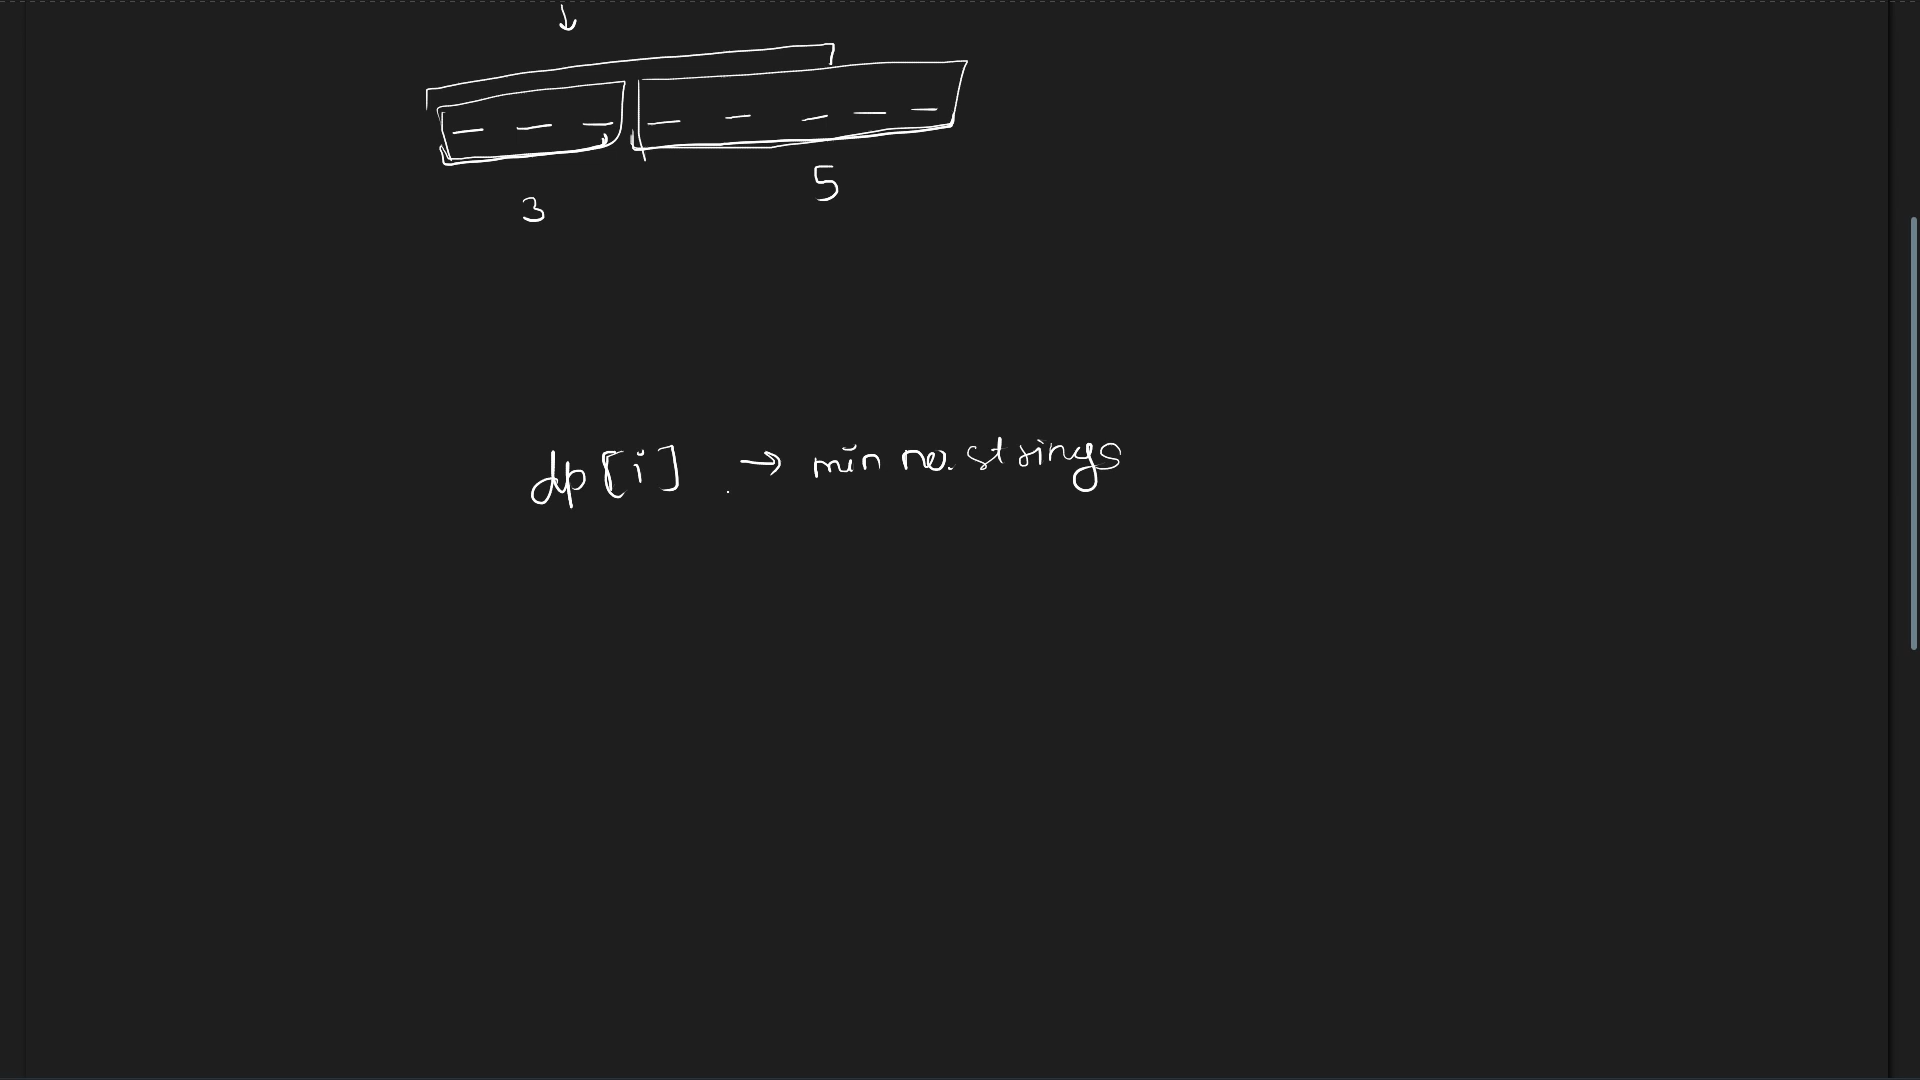 3
5
dp[i] → min no. strings